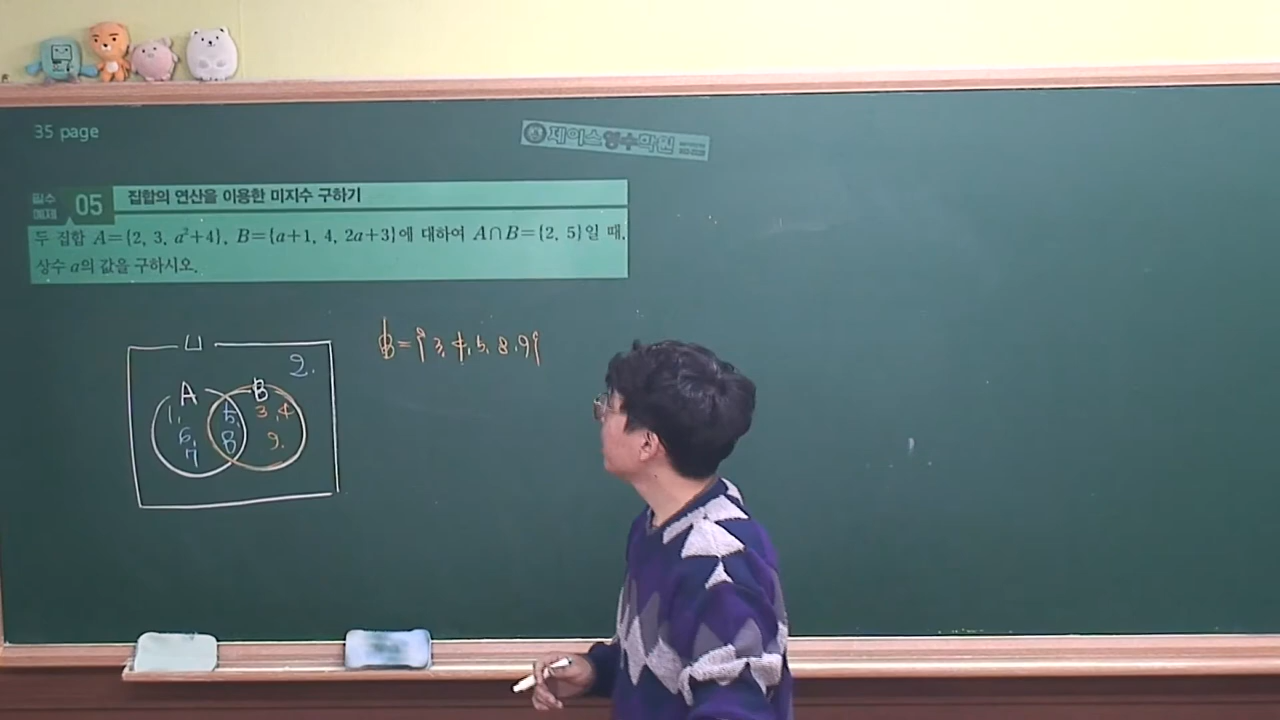 35 page
제이스영수학원
필수 예제 05 집합의 연산을 이용한 미지수 구하기
두 집합 A={2, 3, a²+4}, B={a+1, 4, 2a+3}에 대하여 A∩B={2, 5}일 때,
상수 a의 값을 구하시오.
U
B={3, 4, 5, 8, 9}
2.
A B
1, 5, 3, 4
6, 8 9.
7